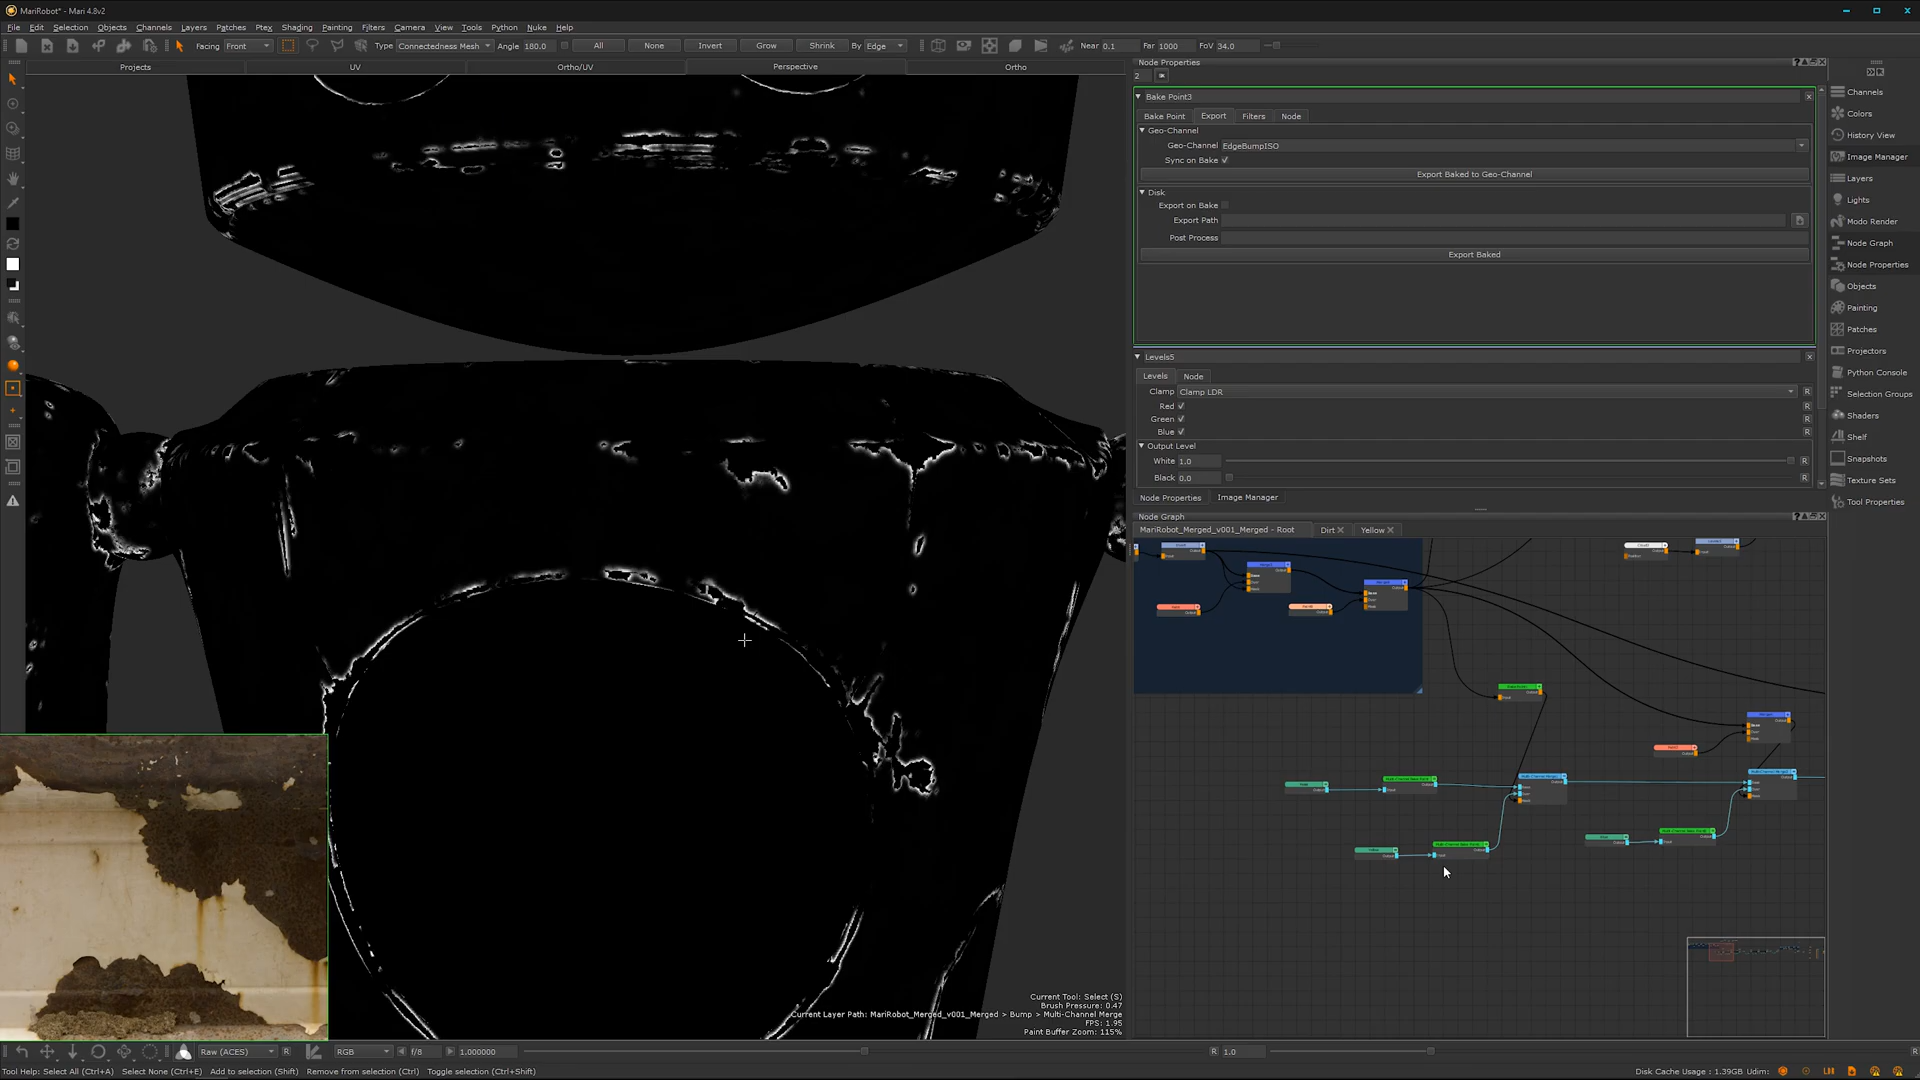 MariRobot* - Mari 4.8v2
File Edit Selection Objects Channels Layers Patches Ptex Shading Painting Filters Camera View Tools Python Nuke Help
Facing Front Type Connectedness Mesh Angle 180.0 All None Invert Grow Shrink By Edge Near 0.1 Far 1000 FoV 34.0
Projects UV Ortho/UV Perspective Ortho
Node Properties
2
Bake Point3
Bake Point Export Filters Node
Geo-Channel
Geo-Channel EdgeBumpISO
Sync on Bake
Export Baked to Geo-Channel
Disk
Export on Bake
Export Path
Post Process
Export Baked
Levels5
Levels Node
Clamp Clamp LDR R
Red R
Green R
Blue R
Output Level
White 1.0 R
Black 0.0 R
Node Properties Image Manager
Node Graph
MariRobot_Merged_v001_Merged - Root Dirt Yellow
Channels
Colors
History View
Image Manager
Layers
Lights
Modo Render
Node Graph
Node Properties
Objects
Painting
Patches
Projectors
Python Console
Selection Groups
Shaders
Shelf
Snapshots
Texture Sets
Tool Properties
Current Tool: Select (S)
Brush Pressure: 0.47
Current Layer Path: MariRobot_Merged_v001_Merged > Bump > Multi-Channel Merge
FPS: 1.95
Paint Buffer Zoom: 115%
Raw (ACES) R RGB f/8 1.000000 R 1.0 R
Tool Help: Select All (Ctrl+A) Select None (Ctrl+E) Add to selection (Shift) Remove from selection (Ctrl) Toggle selection (Ctrl+Shift) Disk Cache Usage : 1.39GB Udim: